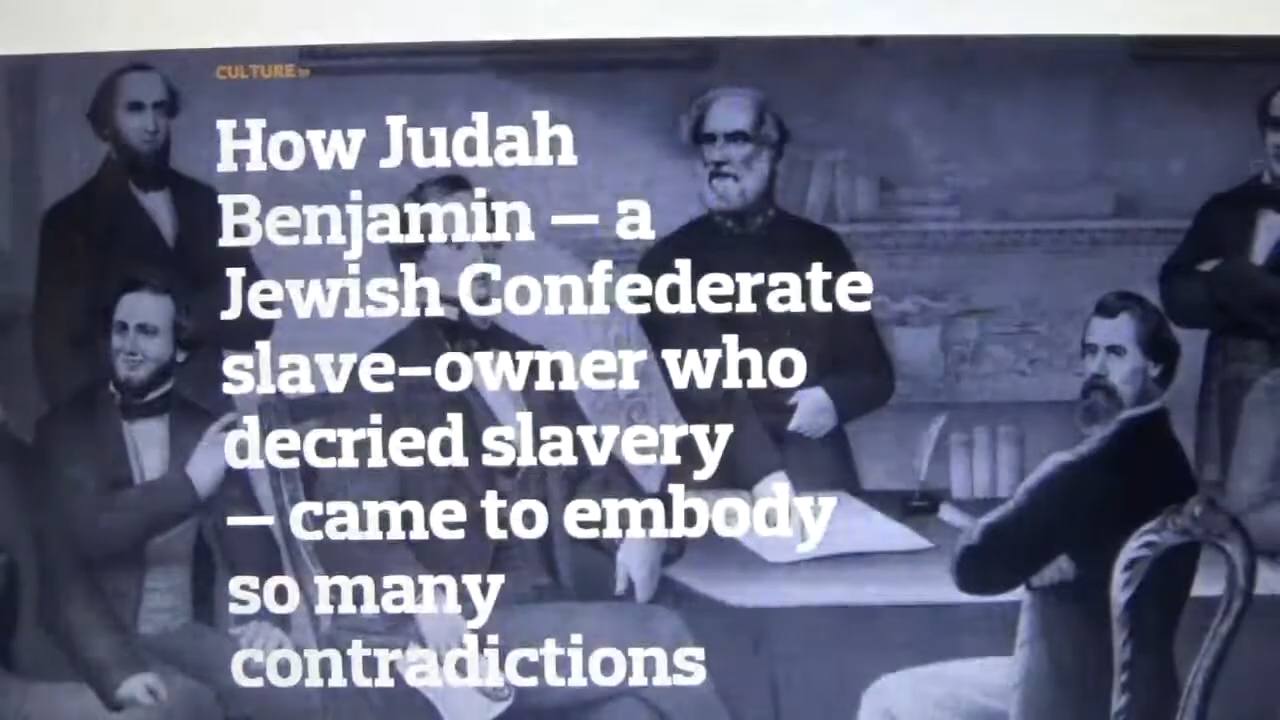 CULTURE
How Judah
Benjamin — a
Jewish Confederate
slave-owner who
decried slavery
— came to embody
so many
contradictions